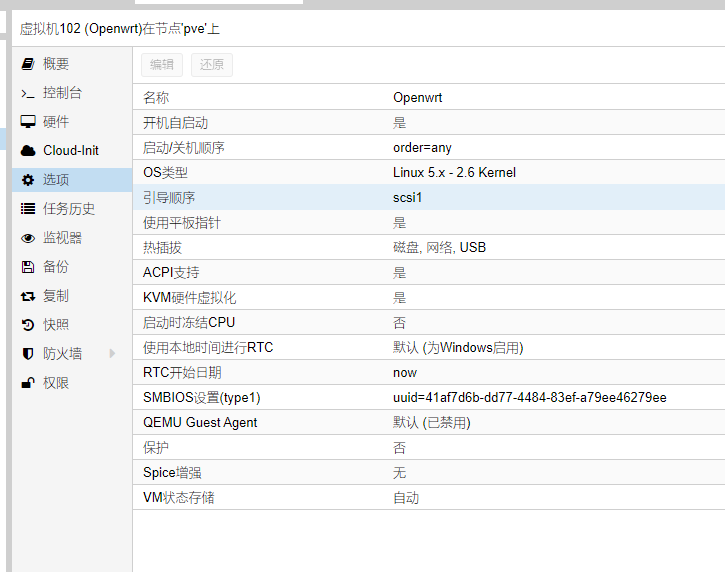 虚拟机102 (Openwrt)在节点'pve'上
概要
控制台
硬件
Cloud-Init
选项
任务历史
监视器
备份
复制
快照
防火墙
权限
编辑 还原
名称 Openwrt
开机自启动 是
启动/关机顺序 order=any
OS类型 Linux 5.x - 2.6 Kernel
引导顺序 scsi1
使用平板指针 是
热插拔 磁盘, 网络, USB
ACPI支持 是
KVM硬件虚拟化 是
启动时冻结CPU 否
使用本地时间进行RTC 默认 (为Windows启用)
RTC开始日期 now
SMBIOS设置(type1) uuid=41af7d6b-dd77-4484-83ef-a79ee46279ee
QEMU Guest Agent 默认 (已禁用)
保护 否
Spice增强 无
VM状态存储 自动